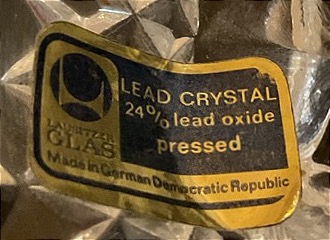 LEAD CRYSTAL
24% lead oxide
pressed
LAUSITZER
GLAS
Made in German Democratic Republic